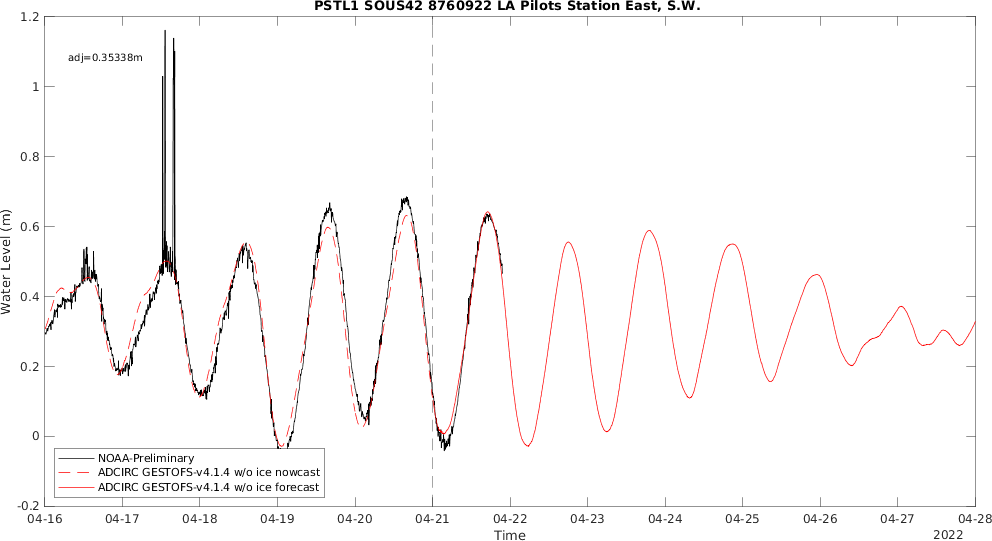 PSTL1 SOUS42 8760922 LA Pilots Station East, S.W.
adj=0.35338m
1.2
1
0.8
0.6
0.4
0.2
0
-0.2
Water Level (m)
NOAA-Preliminary
ADCIRC GESTOFS-v4.1.4 w/o ice nowcast
ADCIRC GESTOFS-v4.1.4 w/o ice forecast
04-16 04-17 04-18 04-19 04-20 04-21 04-22 04-23 04-24 04-25 04-26 04-27 04-28
Time
2022